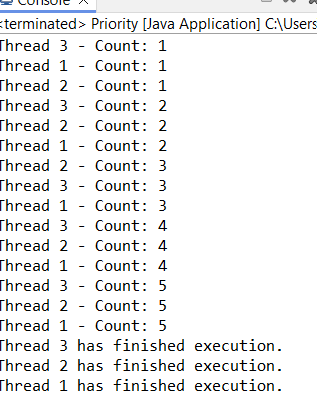 Console
<terminated> Priority [Java Application] C:\Users
Thread 3 - Count: 1
Thread 1 - Count: 1
Thread 2 - Count: 1
Thread 3 - Count: 2
Thread 2 - Count: 2
Thread 1 - Count: 2
Thread 2 - Count: 3
Thread 3 - Count: 3
Thread 1 - Count: 3
Thread 3 - Count: 4
Thread 2 - Count: 4
Thread 1 - Count: 4
Thread 3 - Count: 5
Thread 2 - Count: 5
Thread 1 - Count: 5
Thread 3 has finished execution.
Thread 2 has finished execution.
Thread 1 has finished execution.